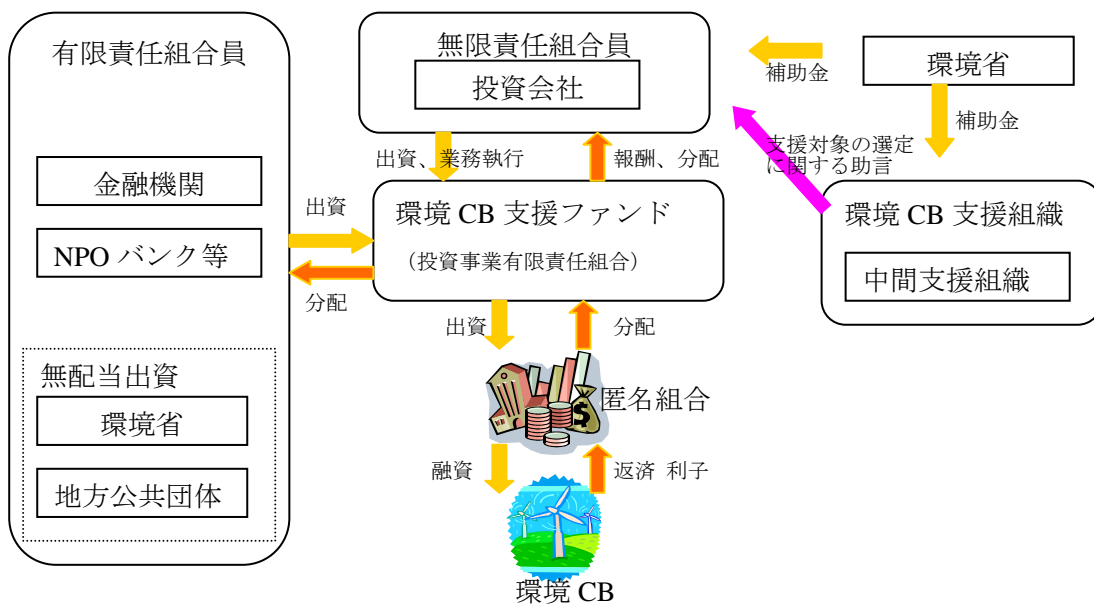 有限責任組合員
金融機関
NPO バンク等
無配当出資
環境省
地方公共団体
無限責任組合員
投資会社
出資、業務執行
報酬、分配
出資
分配
環境 CB 支援ファンド
（投資事業有限責任組合）
出資
分配
匿名組合
融資
返済 利子
環境 CB
補助金
環境省
補助金
支援対象の選定
に関する助言
環境 CB 支援組織
中間支援組織